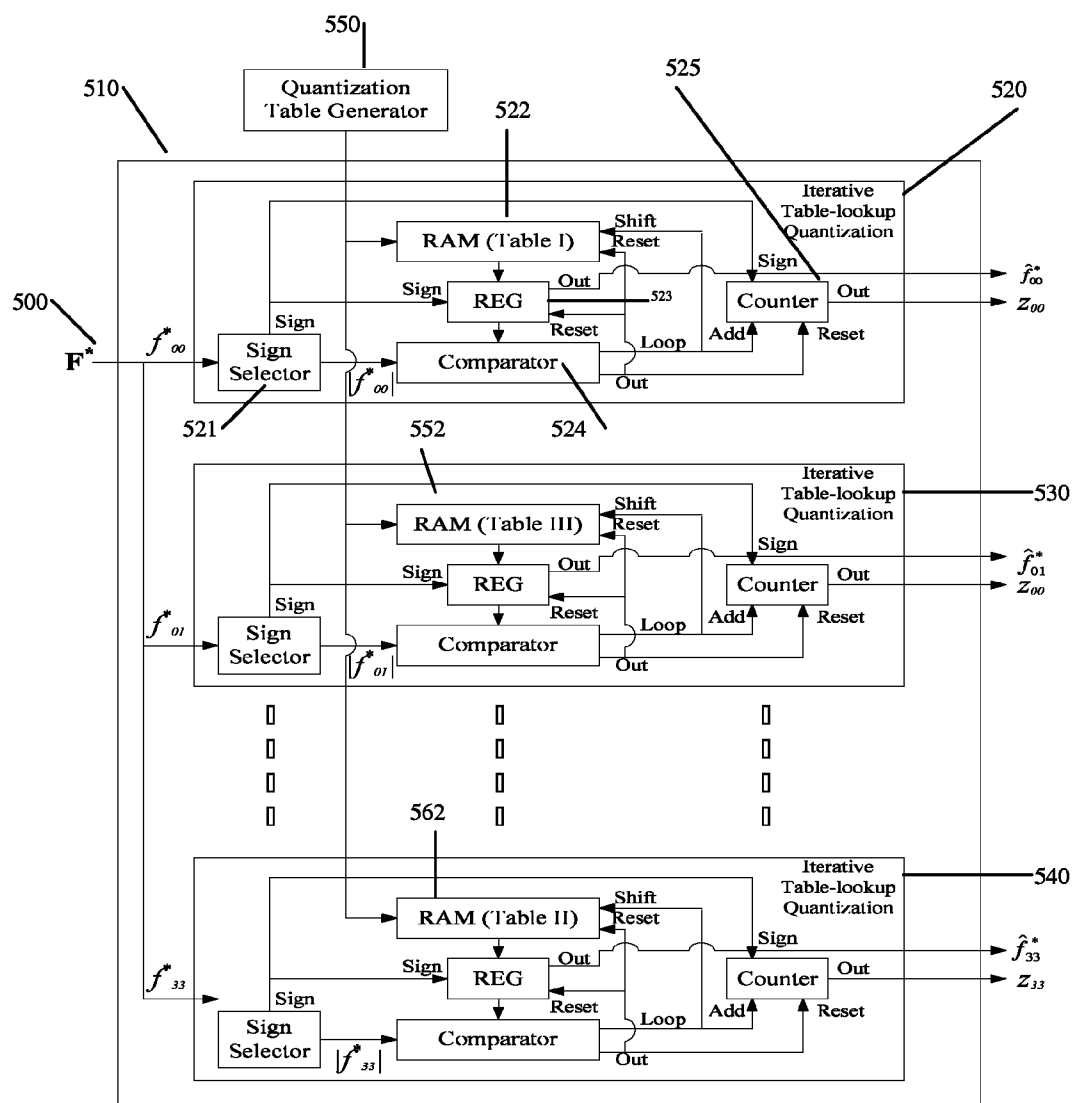 550
Quantization
Table Generator
510
525
520
522
Iterative
Table-lookup
Quantization
RAM (Table I)
Shift
Reset
Sign
Out
f̂*00
Sign
REG
523
Counter
Out
z00
500
Reset
Add
Reset
F*
f*00
Sign
Sign
Selector
|f*00|
Comparator
Loop
Out
521
524
552
Iterative
Table-lookup
Quantization
530
RAM (Table III)
Shift
Reset
Sign
Out
f̂*01
Sign
REG
Counter
Out
z00
Reset
Add
Reset
f*01
Sign
Sign
Selector
|f*01|
Comparator
Loop
Out
562
Iterative
Table-lookup
Quantization
540
RAM (Table II)
Shift
Reset
Sign
Out
f̂*33
Sign
REG
Counter
Out
z33
Reset
Add
Reset
f*33
Sign
Sign
Selector
|f*33|
Comparator
Loop
Out